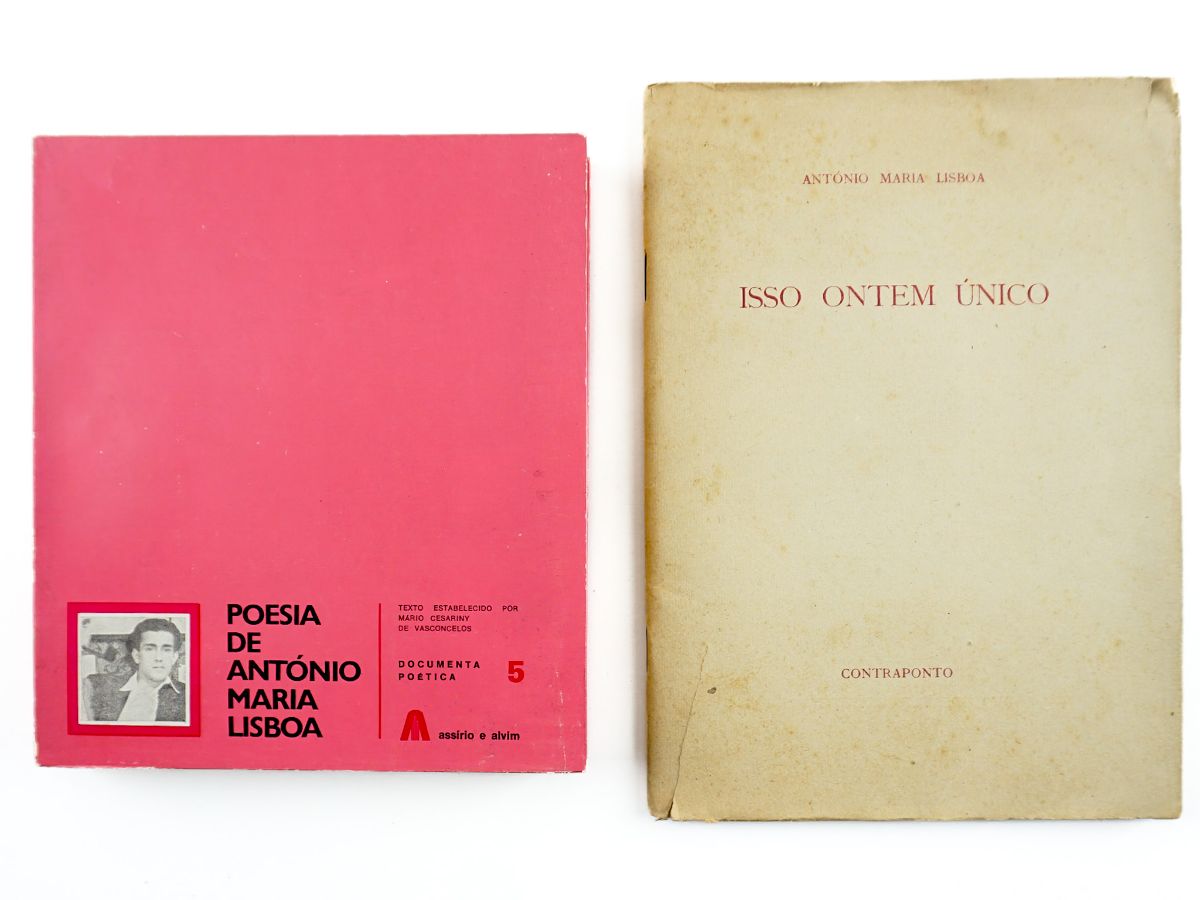 POESIA
DE
ANTÓNIO
MARIA
LISBOA
TEXTO ESTABELECIDO POR
MARIO CESARINY
DE VASCONCELOS
DOCUMENTA
POÉTICA 5
assírio e alvim
ANTÓNIO MARIA LISBOA
ISSO ONTEM ÚNICO
CONTRAPONTO